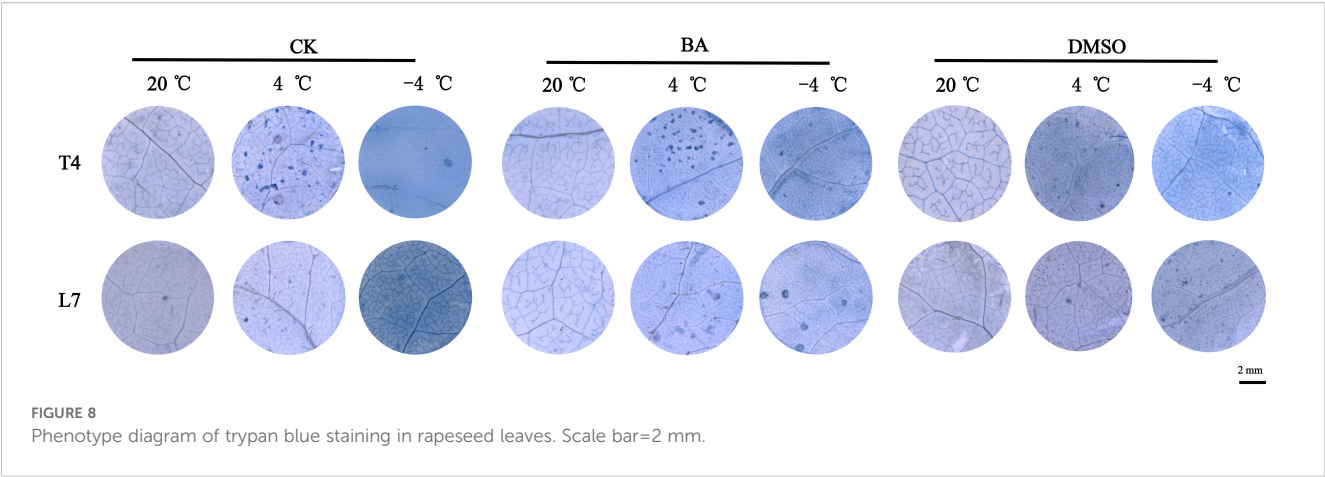 CK BA DMSO
20 ℃ 4 ℃ −4 ℃ 20 ℃ 4 ℃ −4 ℃ 20 ℃ 4 ℃ −4 ℃
T4
L7
2 mm
FIGURE 8
Phenotype diagram of trypan blue staining in rapeseed leaves. Scale bar=2 mm.